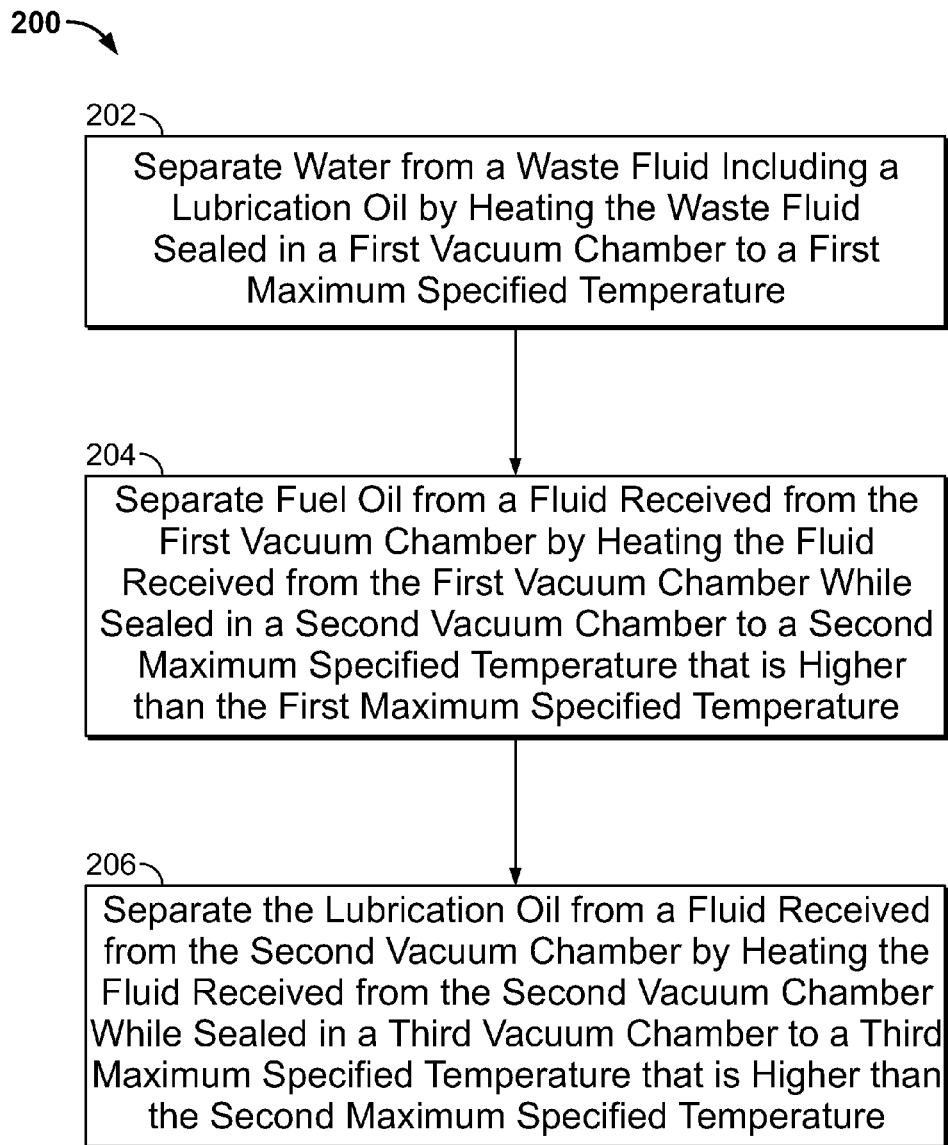 200
202
Separate Water from a Waste Fluid Including a
Lubrication Oil by Heating the Waste Fluid
Sealed in a First Vacuum Chamber to a First
Maximum Specified Temperature
204
Separate Fuel Oil from a Fluid Received from the
First Vacuum Chamber by Heating the Fluid
Received from the First Vacuum Chamber While
Sealed in a Second Vacuum Chamber to a Second
Maximum Specified Temperature that is Higher
than the First Maximum Specified Temperature
206
Separate the Lubrication Oil from a Fluid Received
from the Second Vacuum Chamber by Heating the
Fluid Received from the Second Vacuum Chamber
While Sealed in a Third Vacuum Chamber to a Third
Maximum Specified Temperature that is Higher than
the Second Maximum Specified Temperature